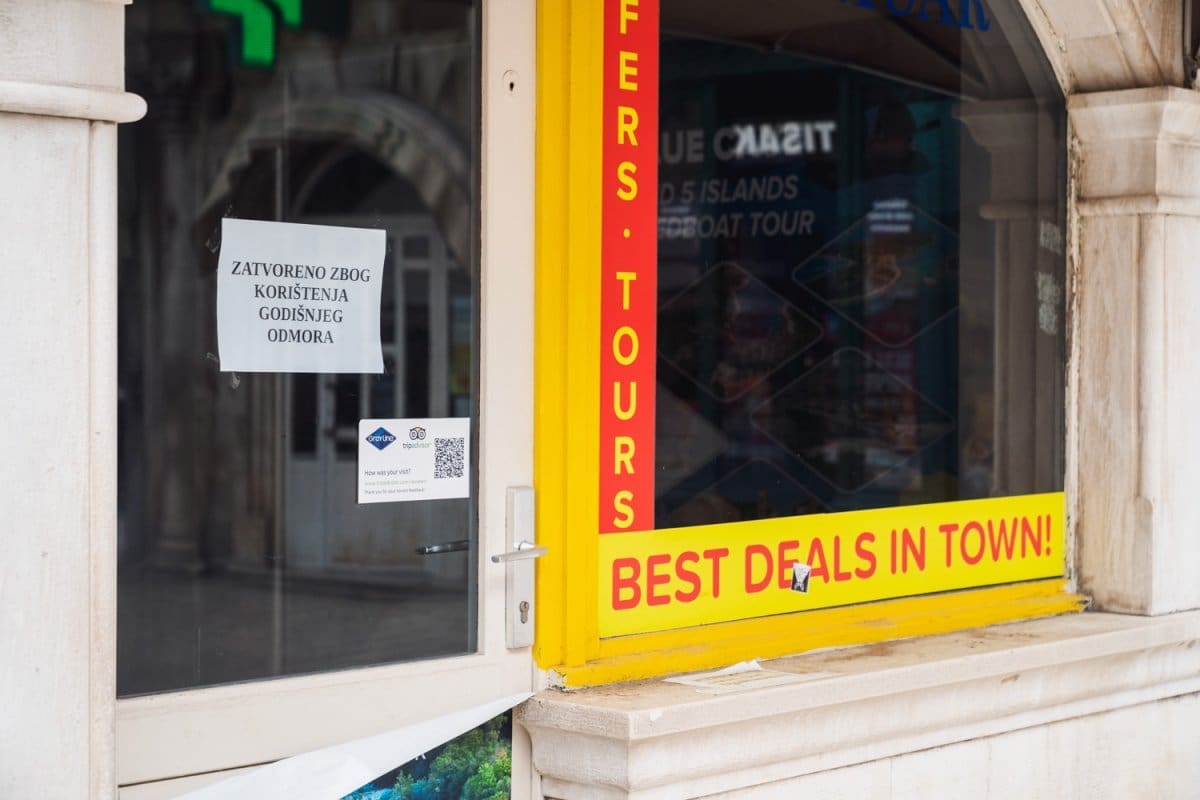 ZATVORENO ZBOG
KORIŠTENJA
GODIŠNJEG
ODMORA
tripadvisor
How was your visit?
FERS · TOURS
BEST DEALS IN TOWN!
TISAK
5 ISLANDS
TOUR